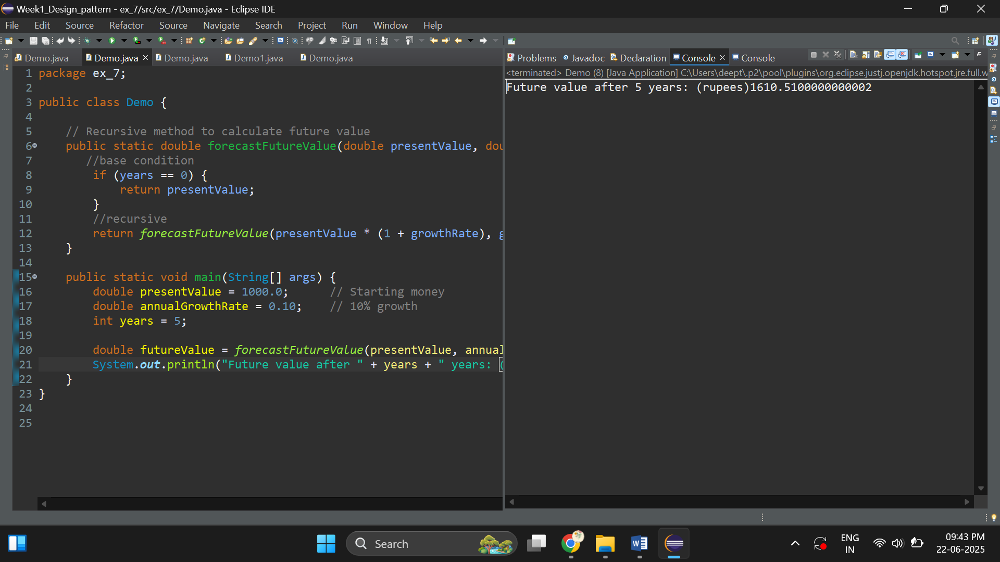 Week1_Design_pattern - ex_7/src/ex_7/Demo.java - Eclipse IDE
File Edit Source Refactor Source Navigate Search Project Run Window Help
Demo.java Demo.java Demo.java Demo1.java Demo.java
1 package ex_7;
2
3 public class Demo {
4
5 // Recursive method to calculate future value
6 public static double forecastFutureValue(double presentValue, dou
7 //base condition
8 if (years == 0) {
9 return presentValue;
10 }
11 //recursive
12 return forecastFutureValue(presentValue * (1 + growthRate), g
13 }
14
15 public static void main(String[] args) {
16 double presentValue = 1000.0; // Starting money
17 double annualGrowthRate = 0.10; // 10% growth
18 int years = 5;
19
20 double futureValue = forecastFutureValue(presentValue, annual
21 System.out.println("Future value after " + years + " years: (
22 }
23 }
24
25
Problems Javadoc Declaration Console Console
<terminated> Demo (8) [Java Application] C:\Users\deept\.p2\pool\plugins\org.eclipse.justj.openjdk.hotspot.jre.full.w
Future value after 5 years: (rupees)1610.5100000000002
Search
ENG
IN
09:43 PM
22-06-2025